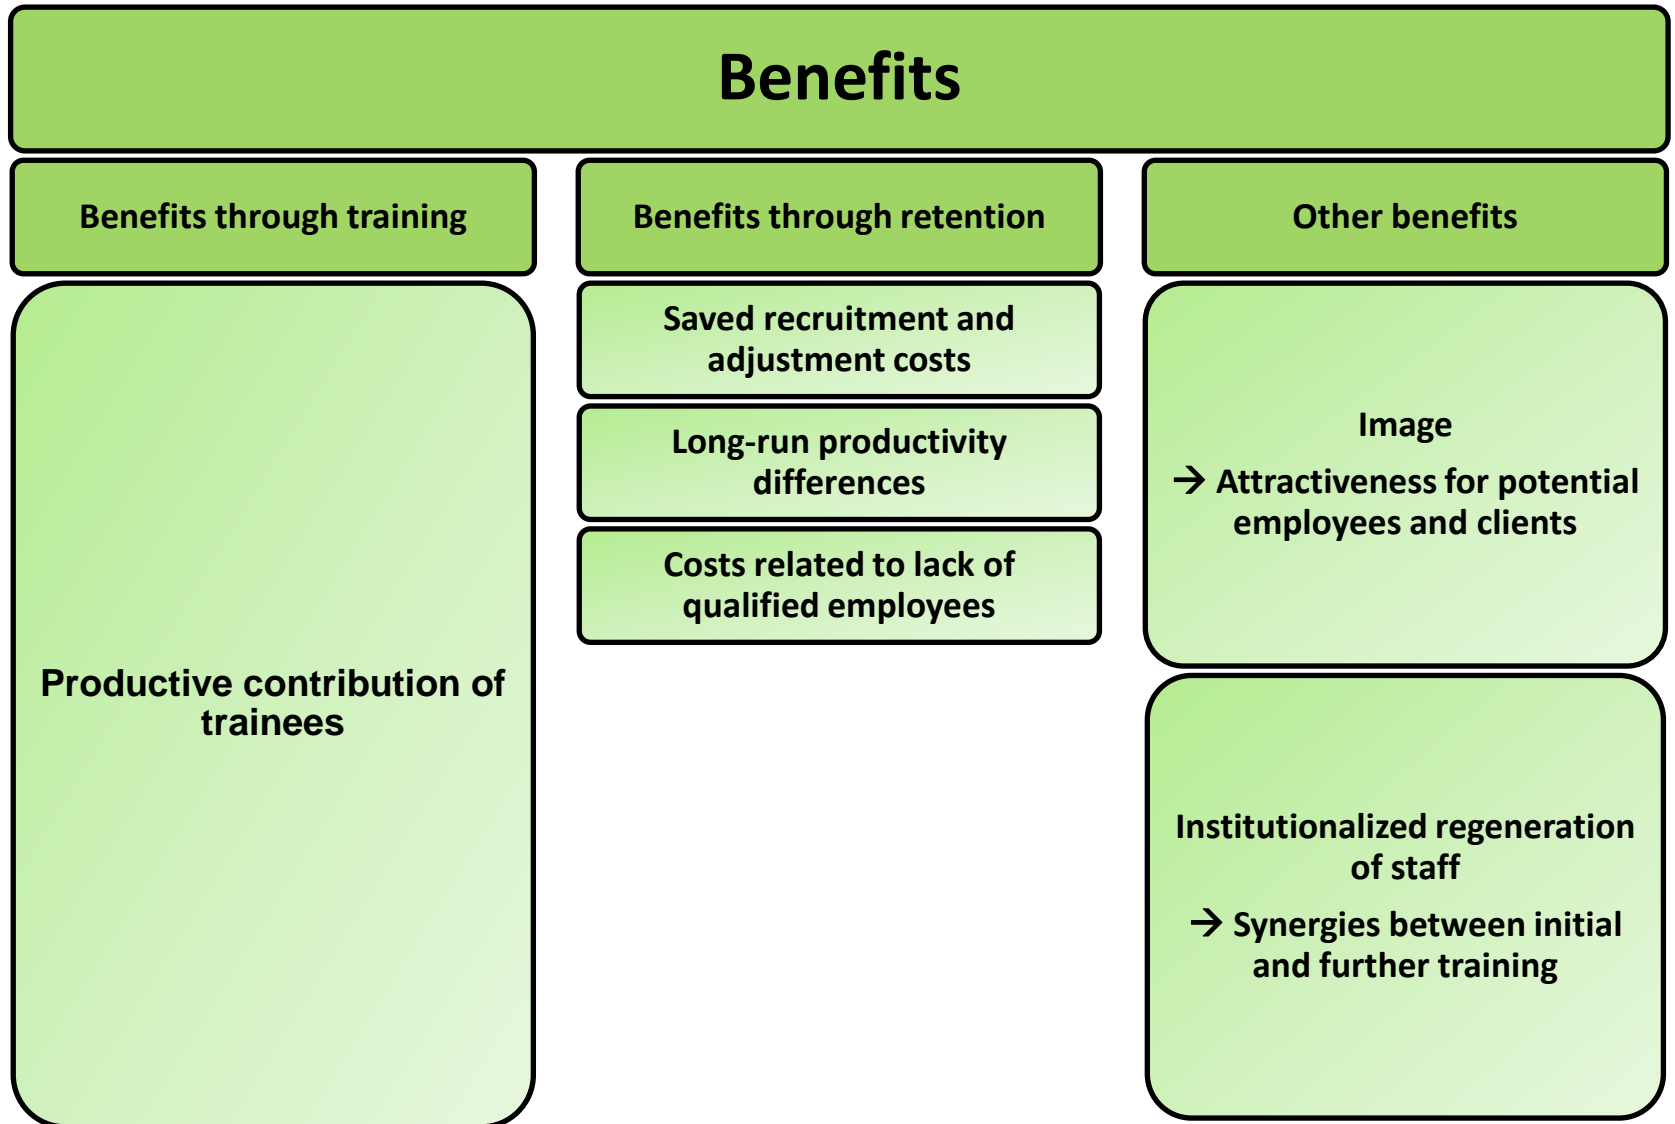 Benefits
Benefits through training
Productive contribution of
trainees
Benefits through retention
Saved recruitment and
adjustment costs
Long-run productivity
differences
Costs related to lack of
qualified employees
Other benefits
Image
→ Attractiveness for potential
employees and clients
Institutionalized regeneration
of staff
→ Synergies between initial
and further training